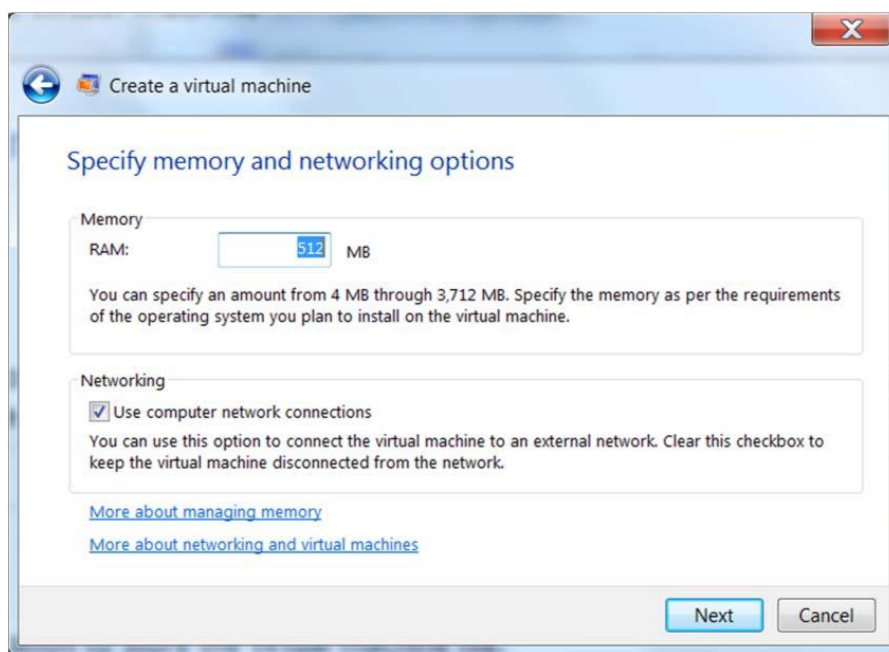 Create a virtual machine
Specify memory and networking options
Memory
RAM: 512 MB
You can specify an amount from 4 MB through 3,712 MB. Specify the memory as per the requirements
of the operating system you plan to install on the virtual machine.
Networking
Use computer network connections
You can use this option to connect the virtual machine to an external network. Clear this checkbox to
keep the virtual machine disconnected from the network.
More about managing memory
More about networking and virtual machines
Next Cancel